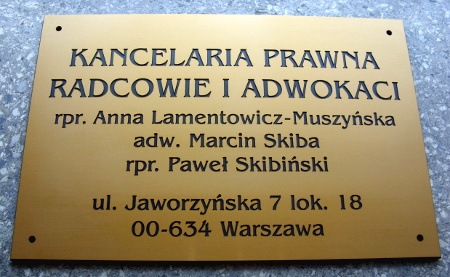 KANCELARIA PRAWNA
RADCOWIE I ADWOKACI
rpr. Anna Lamentowicz-Muszyńska
adw. Marcin Skiba
rpr. Paweł Skibiński
ul. Jaworzyńska 7 lok. 18
00-634 Warszawa